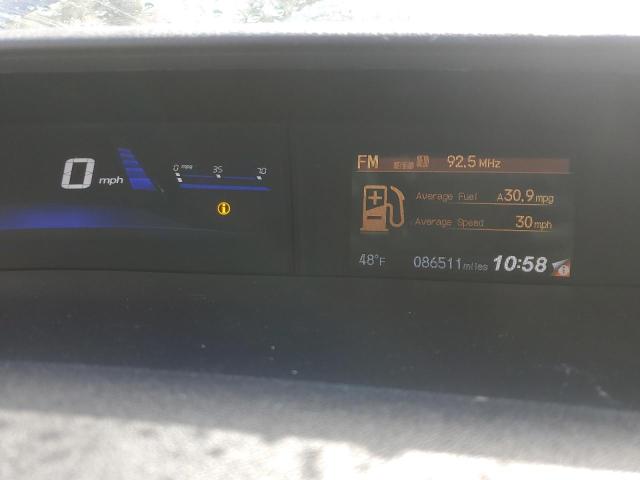 0 mph
0 mpg 35 70
i
FM 92.5 MHz
Average Fuel A 30.9 mpg
Average Speed 30 mph
48°F 086511 miles 10:58 i